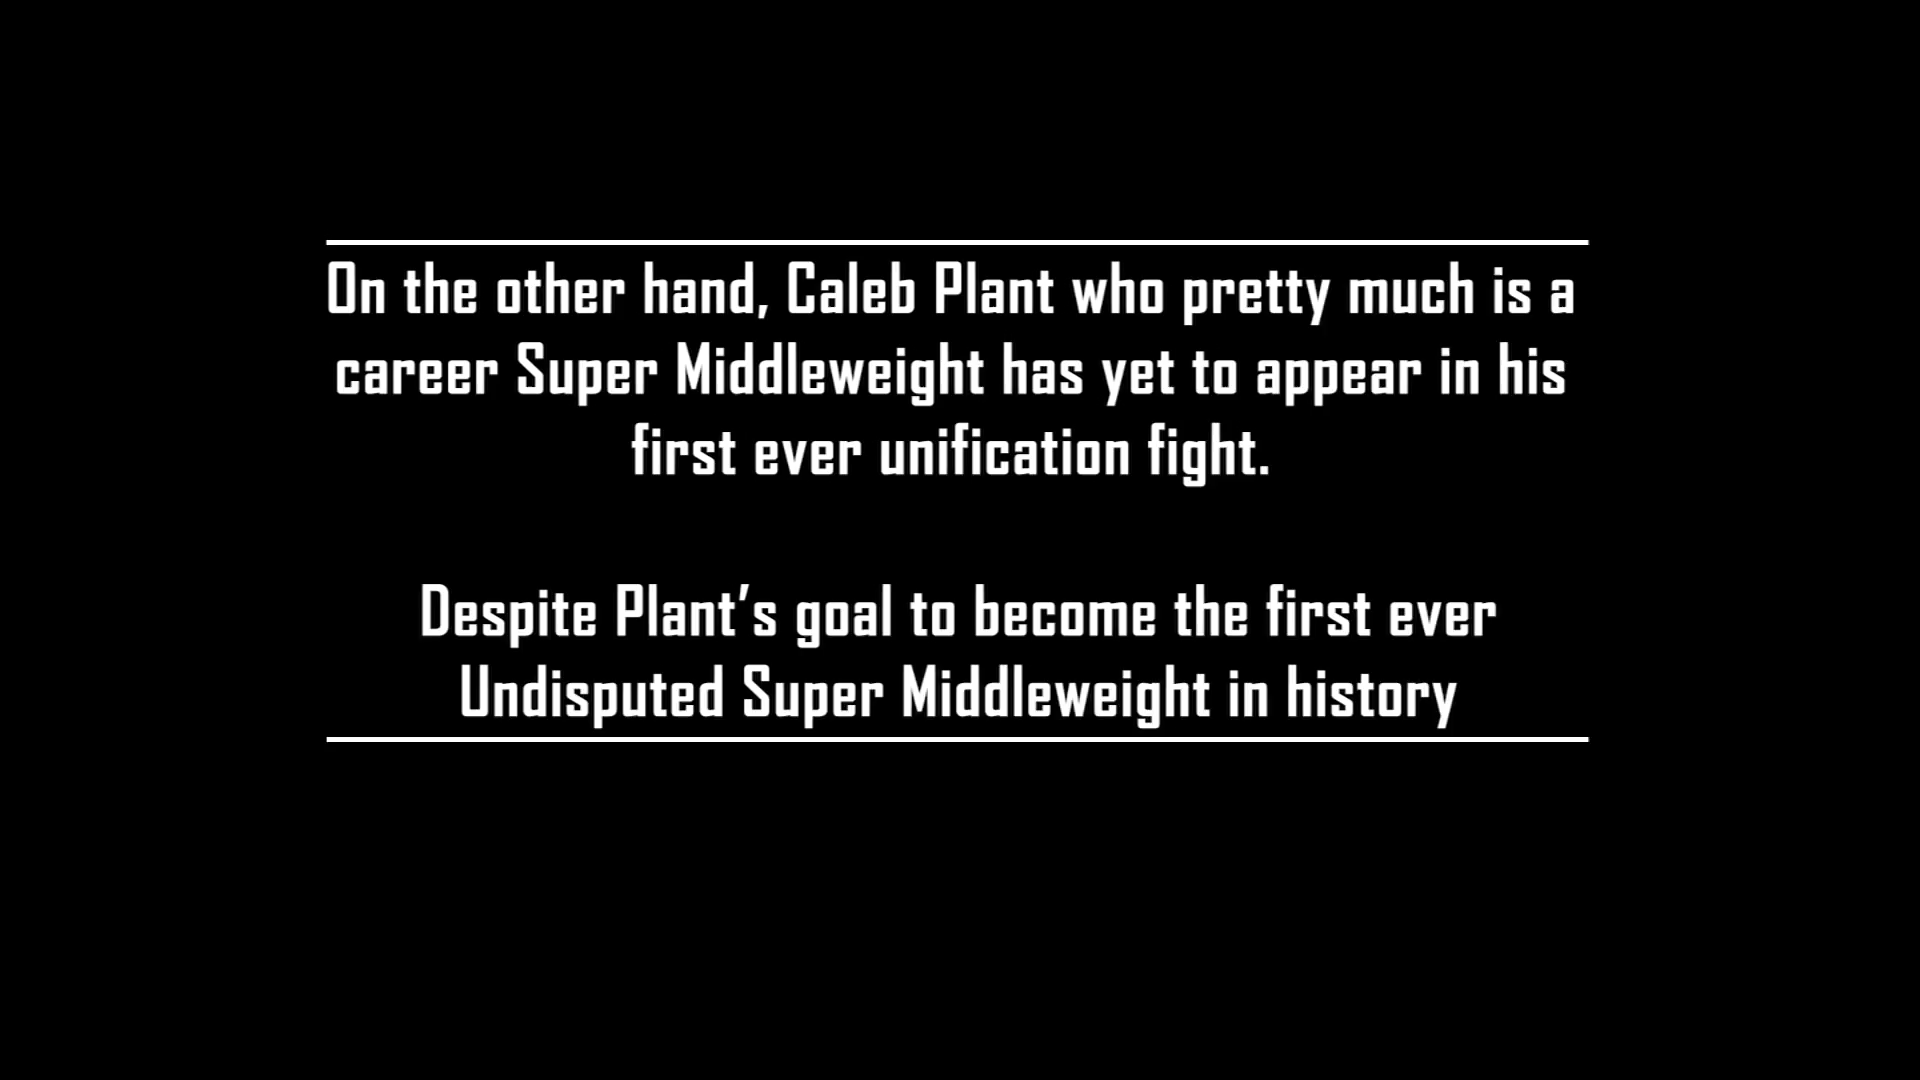 On the other hand, Caleb Plant who pretty much is a
career Super Middleweight has yet to appear in his
first ever unification fight.
Despite Plant’s goal to become the first ever
Undisputed Super Middleweight in history